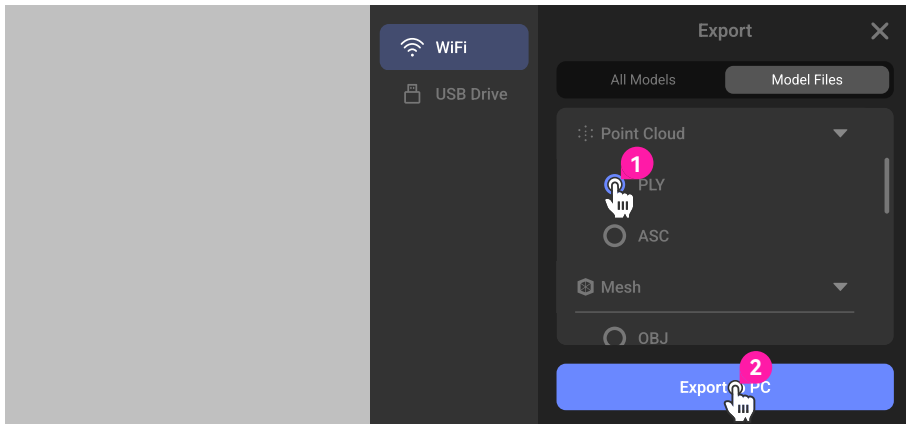 WiFi
USB Drive
Export
All Models
Model Files
Point Cloud
1
PLY
ASC
Mesh
OBJ
2
Export PC